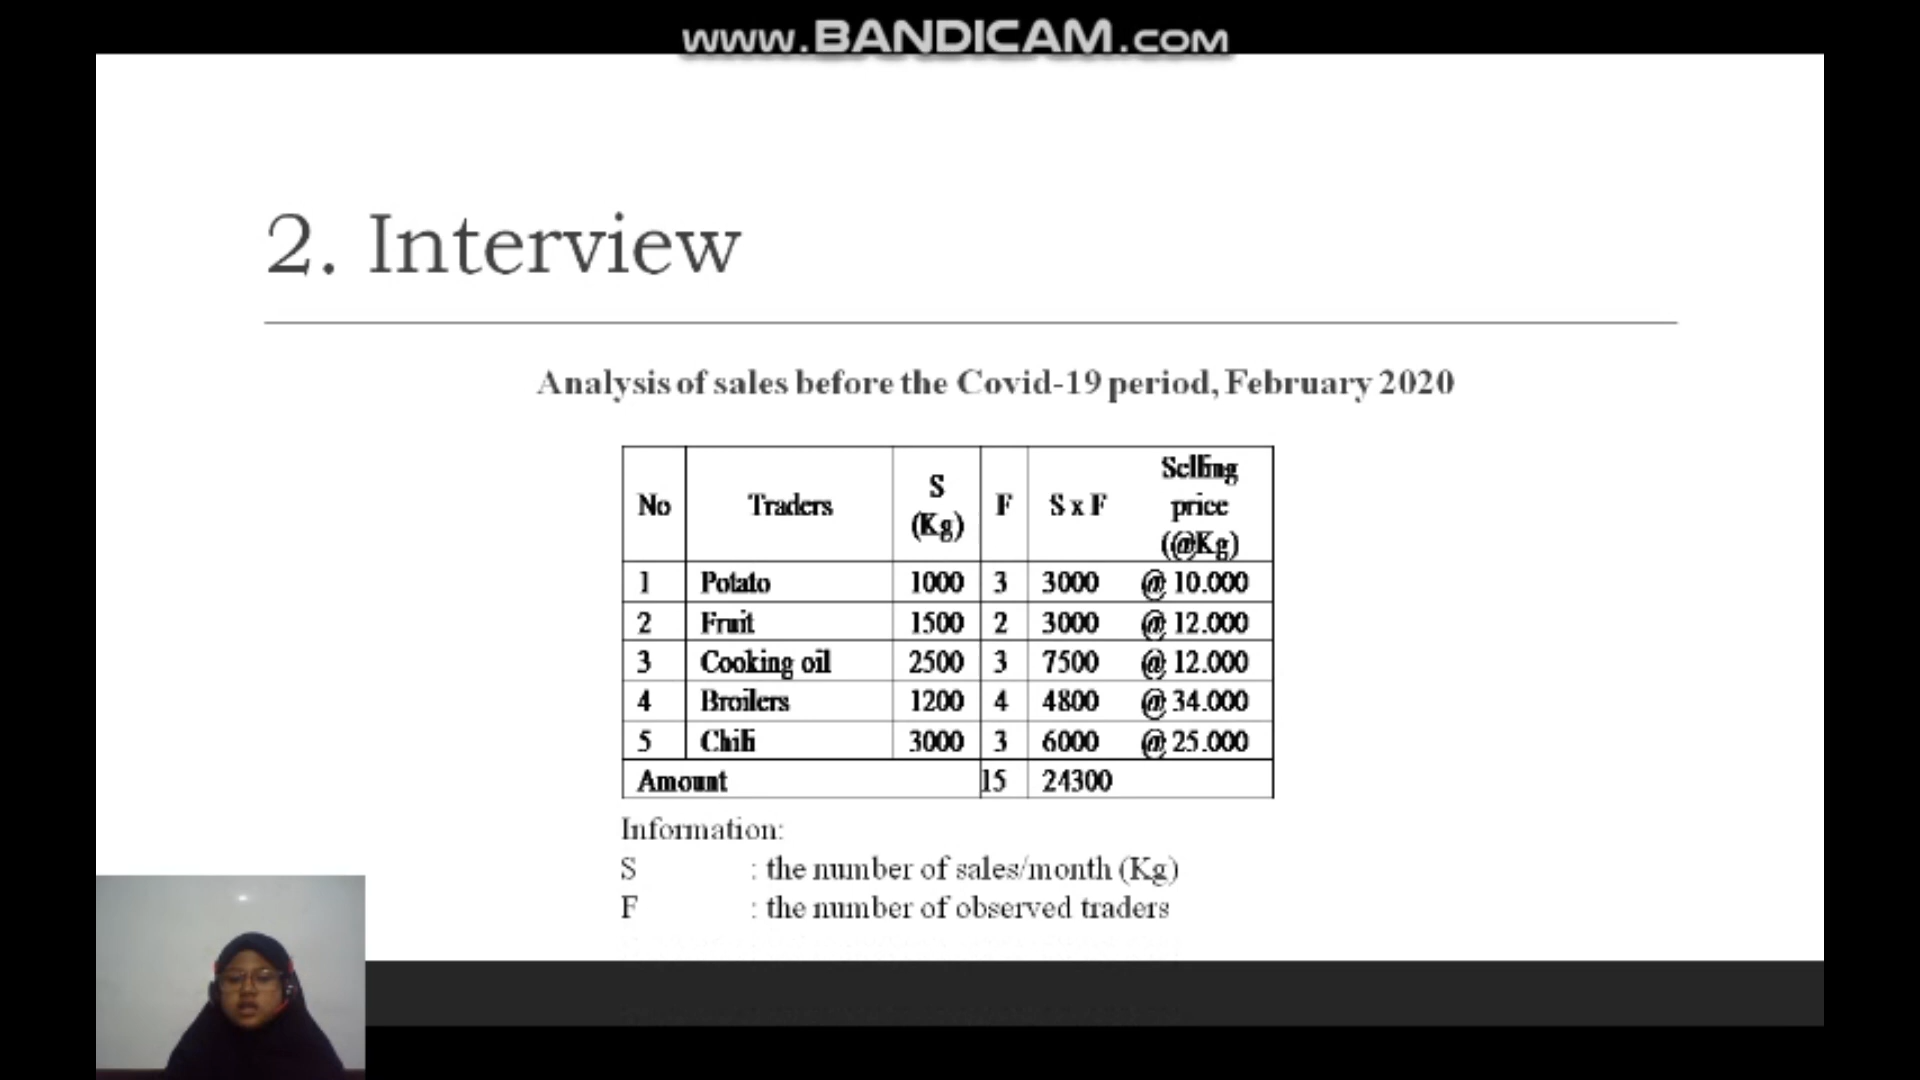 www.BANDICAM.com
2. Interview
Analysis of sales before the Covid-19 period, February 2020
No Traders S (Kg) F S x F Selling price (@Kg)
1 Potato 1000 3 3000 @ 10.000
2 Fruit 1500 2 3000 @ 12.000
3 Cooking oil 2500 3 7500 @ 12.000
4 Broilers 1200 4 4800 @ 34.000
5 Chili 3000 3 6000 @ 25.000
Amount 15 24300
Information:
S : the number of sales/month (Kg)
F : the number of observed traders